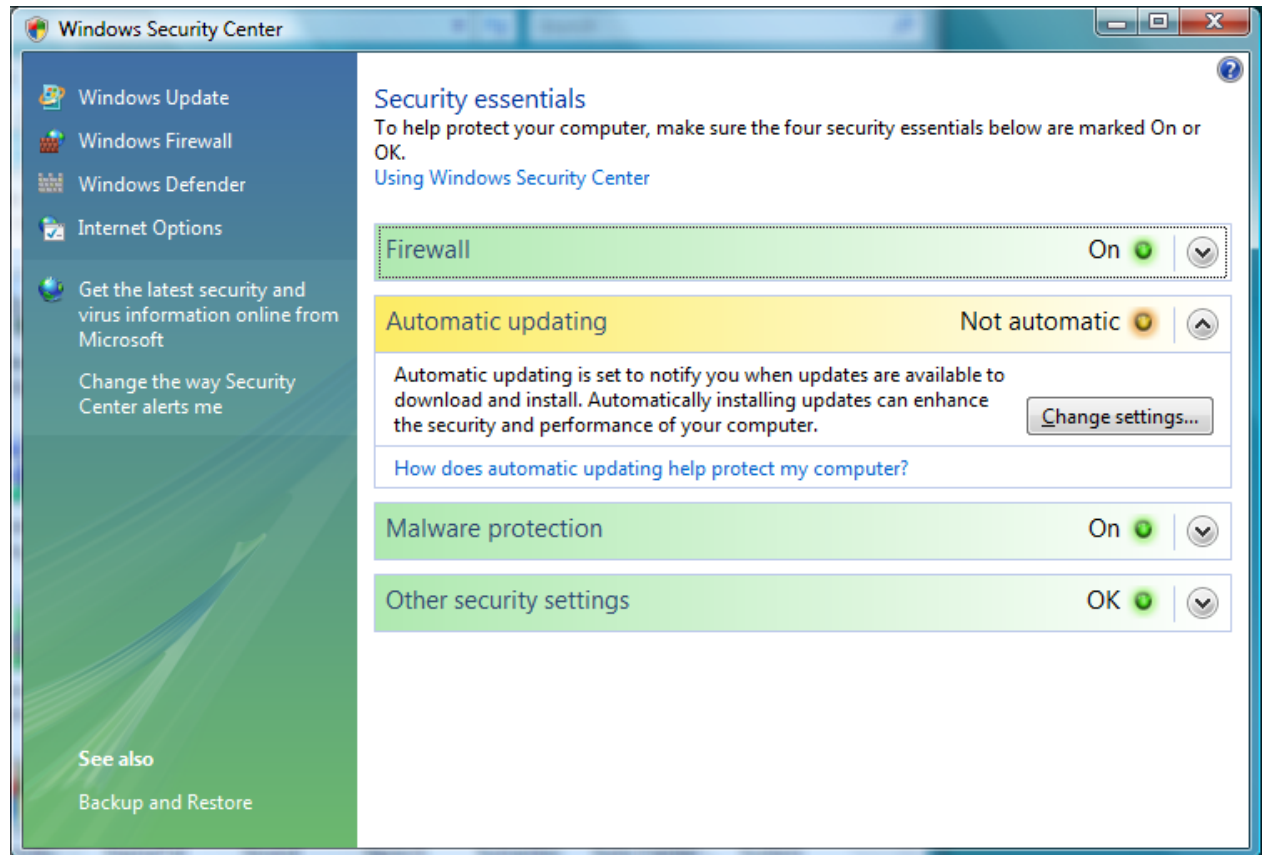 Windows Security Center
Windows Update
Windows Firewall
Windows Defender
Internet Options
Get the latest security and
virus information online from
Microsoft
Change the way Security
Center alerts me
See also
Backup and Restore
Security essentials
To help protect your computer, make sure the four security essentials below are marked On or
OK.
Using Windows Security Center
Firewall On
Automatic updating Not automatic
Automatic updating is set to notify you when updates are available to
download and install. Automatically installing updates can enhance
the security and performance of your computer.
Change settings...
How does automatic updating help protect my computer?
Malware protection On
Other security settings OK